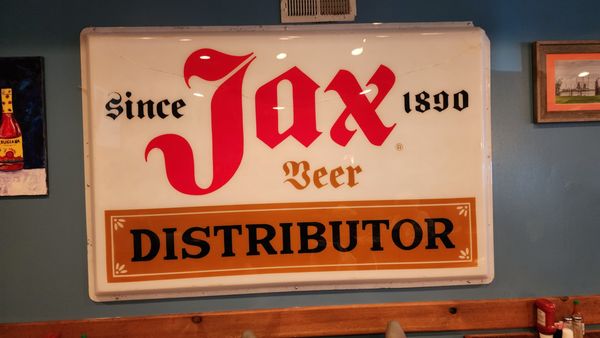 Since Jax 1890
®
Beer
DISTRIBUTOR